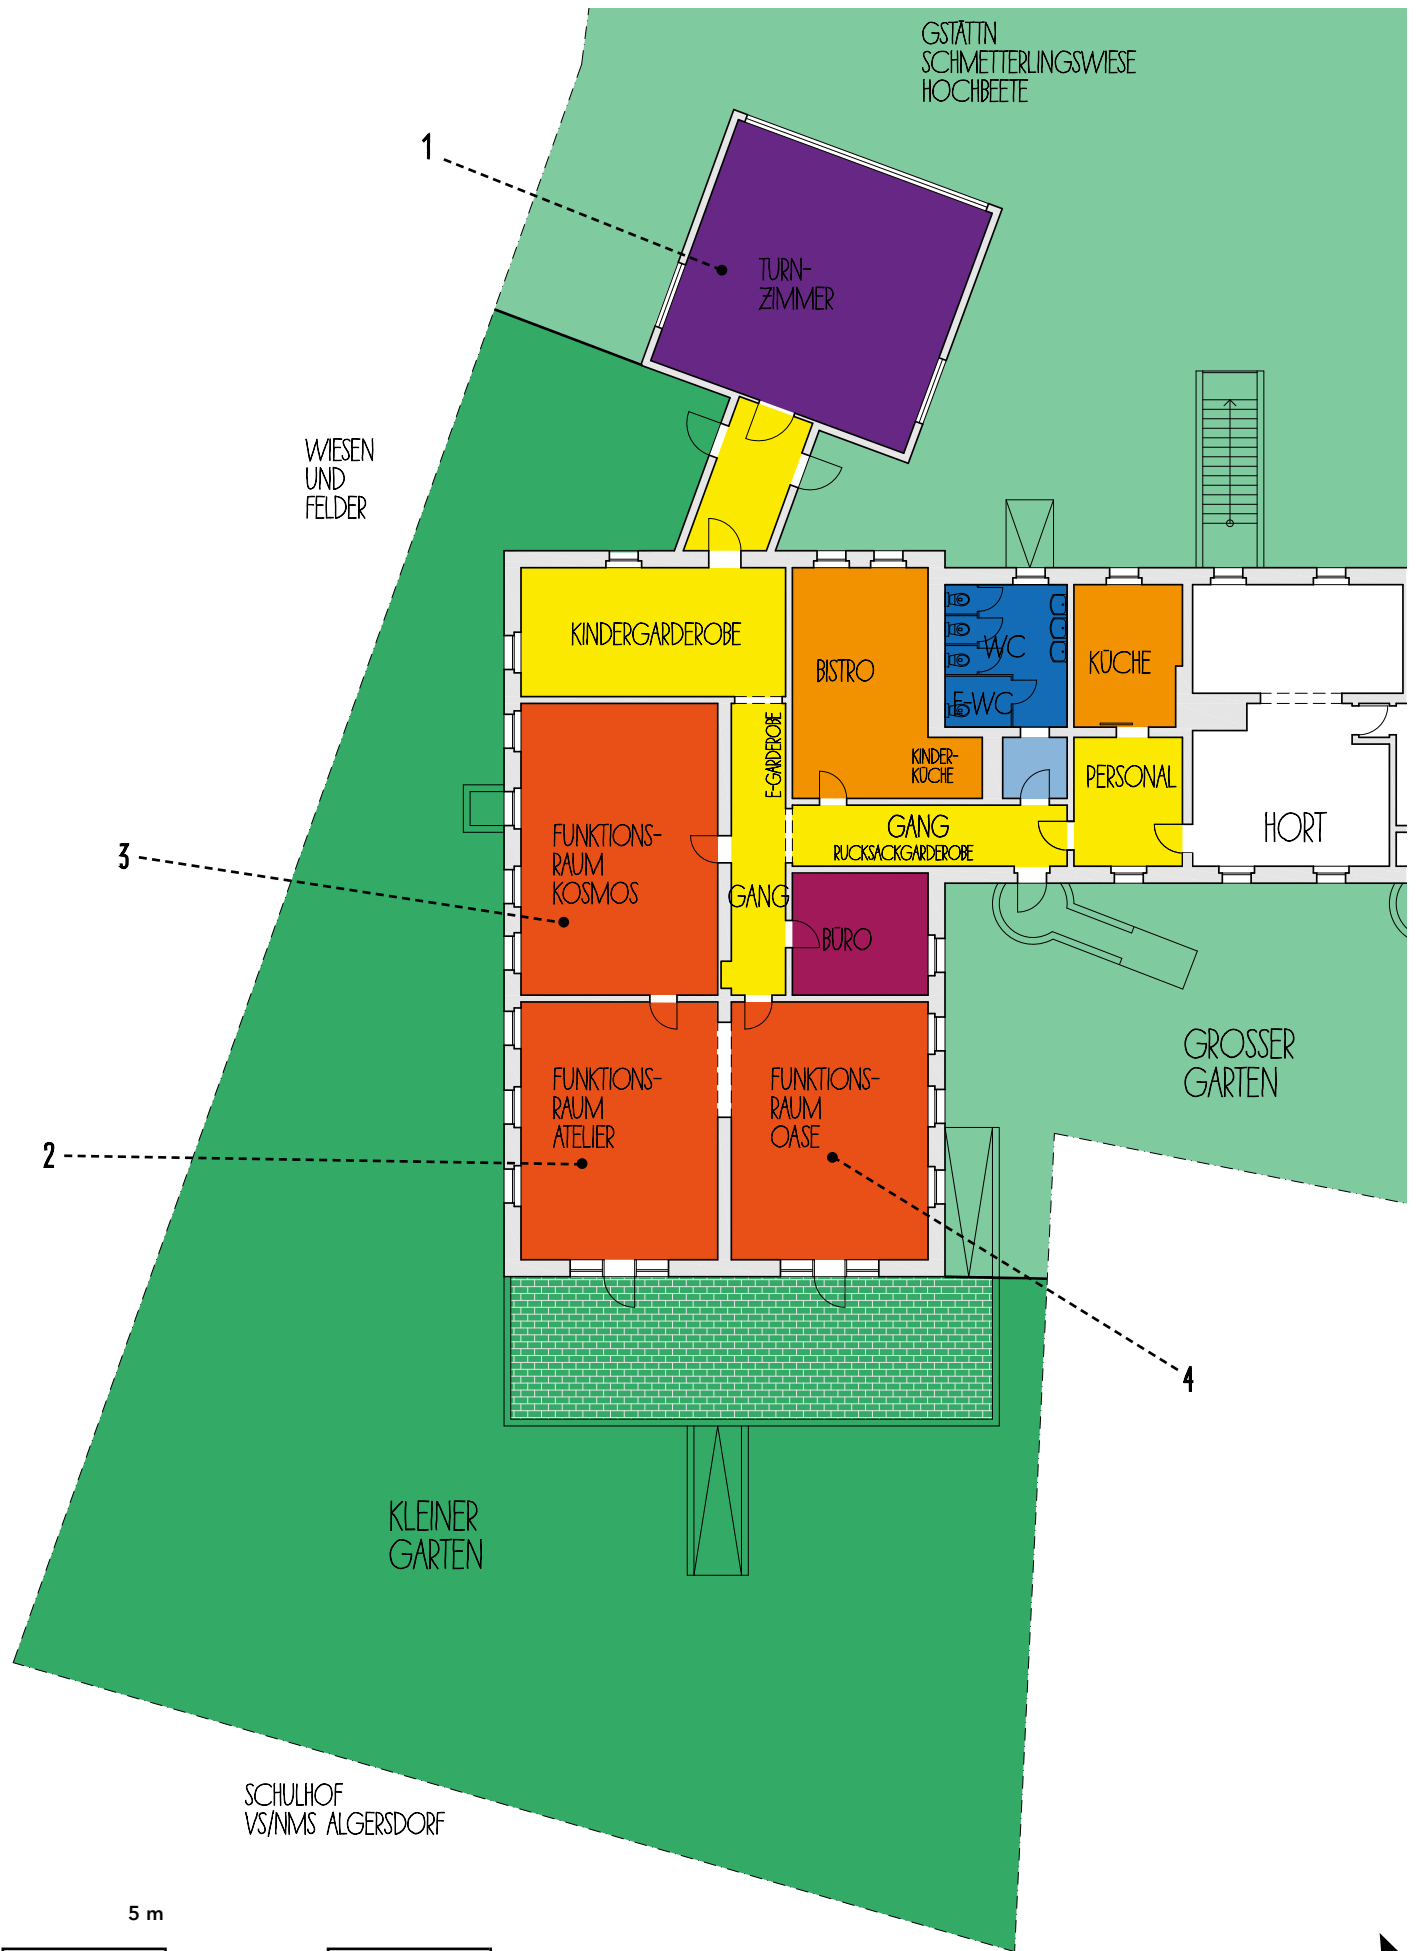 GSTÄTTN
SCHMETTERLINGSWIESE
HOCHBEETE
1
TURN-
ZIMMER
WIESEN
UND
FELDER
KINDERGARDEROBE
BISTRO
WC
E-WC
KÜCHE
E-GARDEROBE
KINDER-
KÜCHE
PERSONAL
GANG
RUCKSACKGARDEROBE
HORT
3
FUNKTIONS-
RAUM
KOSMOS
GANG
BÜRO
GROSSER
GARTEN
2
FUNKTIONS-
RAUM
ATELIER
FUNKTIONS-
RAUM
OASE
4
KLEINER
GARTEN
SCHULHOF
VS/NMS ALGERSDORF
5 m